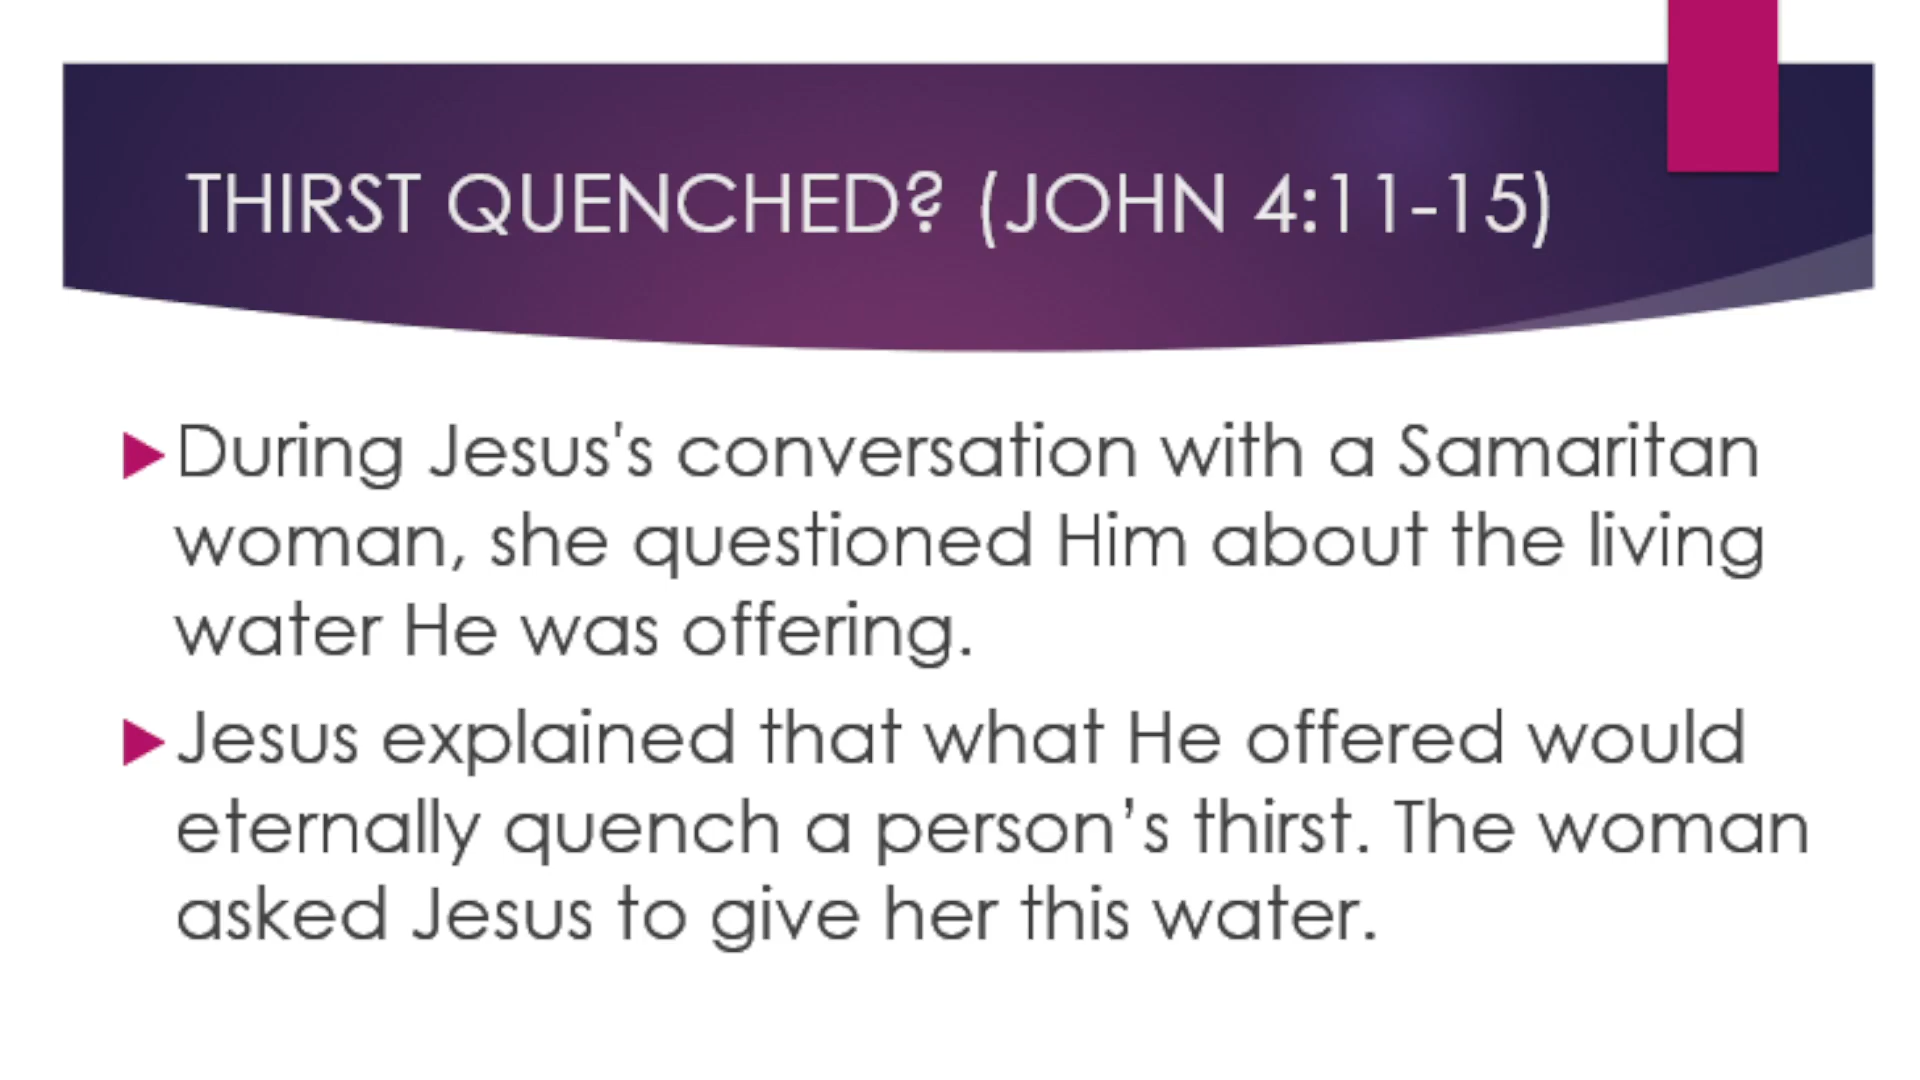 THIRST QUENCHED? (JOHN 4:11-15)
During Jesus's conversation with a Samaritan
woman, she questioned Him about the living
water He was offering.
Jesus explained that what He offered would
eternally quench a person’s thirst. The woman
asked Jesus to give her this water.